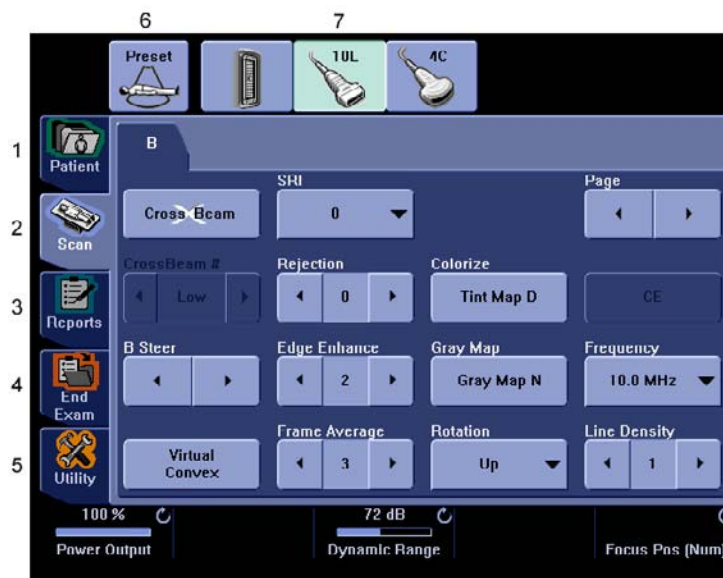 6 7
Preset 10L 4C
1
Patient
B
SRI Page
2
Scan
Cross Beam 0
CrossBeam # Rejection Colorize
3
Reports
Low 0 Tint Map D CE
B Steer Edge Enhance Gray Map Frequency
4
End
Exam
2 Gray Map N 10.0 MHz
Frame Average Rotation Line Density
5
Utility
Virtual
Convex
3 Up 1
100 % 72 dB
Power Output Dynamic Range Focus Pos (Num)